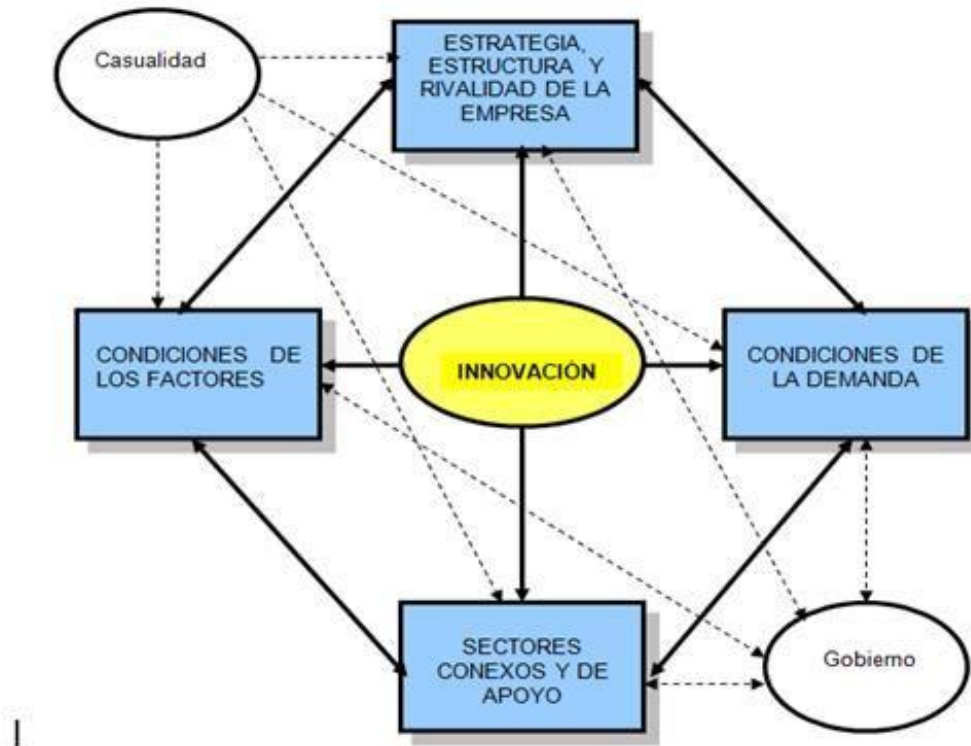 Casualidad
ESTRATEGIA,
ESTRUCTURA Y
RIVALIDAD DE LA
EMPRESA
CONDICIONES DE
LOS FACTORES
INNOVACIÓN
CONDICIONES DE
LA DEMANDA
SECTORES
CONEXOS Y DE
APOYO
Gobierno